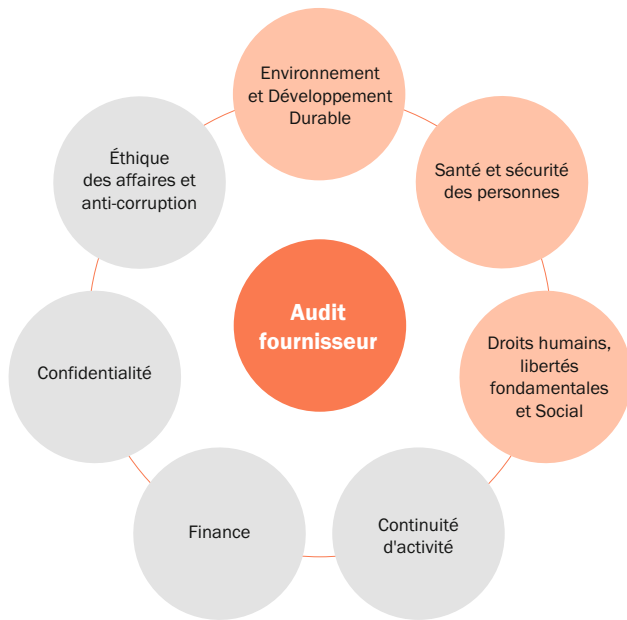 Environnement
et Développement
Durable
Santé et sécurité
des personnes
Droits humains,
libertés
fondamentales
et Social
Continuité
d'activité
Finance
Confidentialité
Éthique
des affaires et
anti-corruption
Audit
fournisseur